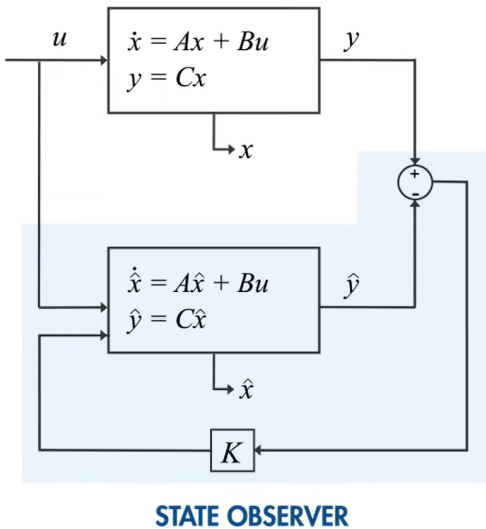 u
ẋ = Ax + Bu
y = Cx
y
x
+
-
x̂̇ = Ax̂ + Bu
ŷ = Cx̂
ŷ
x̂
K
STATE OBSERVER